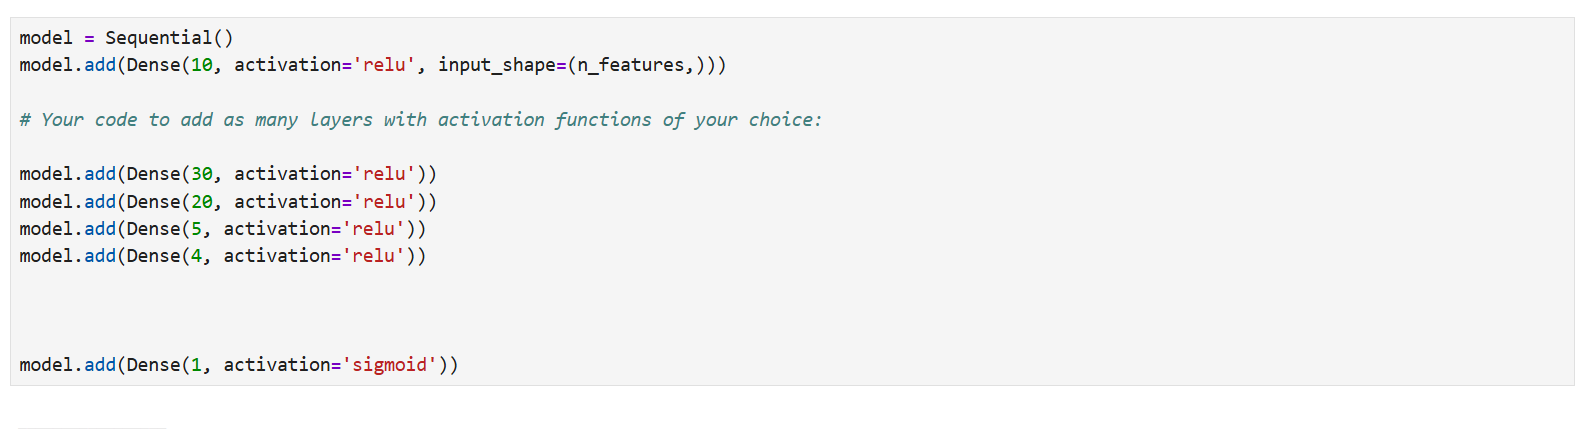 model = Sequential()
model.add(Dense(10, activation='relu', input_shape=(n_features,)))
# Your code to add as many layers with activation functions of your choice:
model.add(Dense(30, activation='relu'))
model.add(Dense(20, activation='relu'))
model.add(Dense(5, activation='relu'))
model.add(Dense(4, activation='relu'))
model.add(Dense(1, activation='sigmoid'))